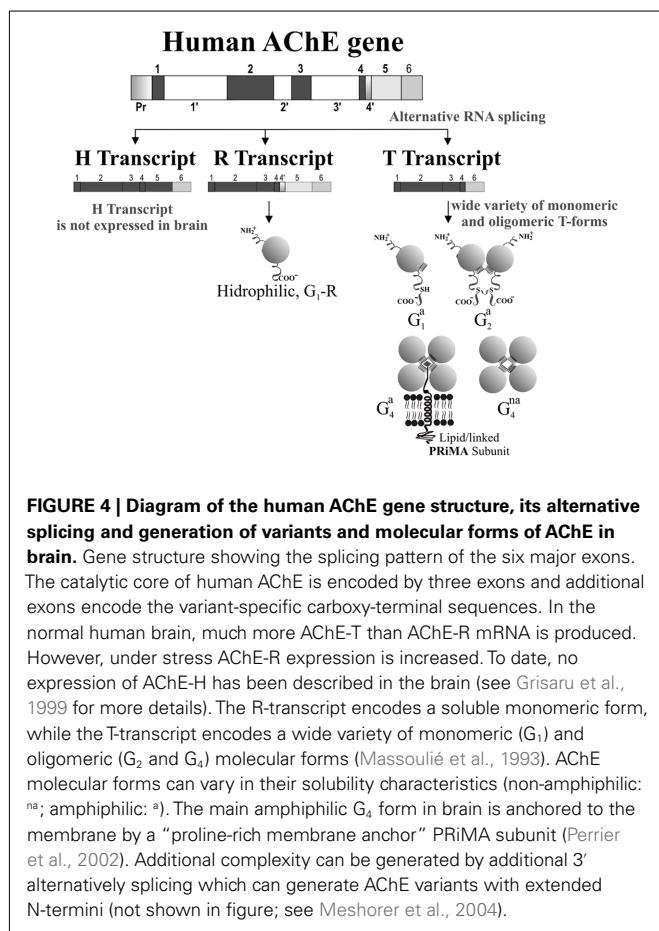 Human AChE gene
1 2 3 4 5 6
Pr 1' 2' 3' 4'
Alternative RNA splicing
H Transcript R Transcript T Transcript
1 2 3 4 5 6 1 2 3 4 4' 5 6 1 2 3 4 6
H Transcript
is not expressed in brain
wide variety of monomeric
and oligomeric T-forms
NH₂⁺ NH₂⁺ NH₂⁺ NH₂⁺
COO⁻
Hidrophilic, G₁-R
SH S S
COO⁻ COO⁻ COO⁻
G₁ᵃ G₂ᵃ
G₄ᵃ G₄ⁿᵃ
Lipid/linked
PRiMA Subunit
FIGURE 4 | Diagram of the human AChE gene structure, its alternative
splicing and generation of variants and molecular forms of AChE in
brain. Gene structure showing the splicing pattern of the six major exons.
The catalytic core of human AChE is encoded by three exons and additional
exons encode the variant-specific carboxy-terminal sequences. In the
normal human brain, much more AChE-T than AChE-R mRNA is produced.
However, under stress AChE-R expression is increased. To date, no
expression of AChE-H has been described in the brain (see Grisaru et al.,
1999 for more details). The R-transcript encodes a soluble monomeric form,
while the T-transcript encodes a wide variety of monomeric (G₁) and
oligomeric (G₂ and G₄) molecular forms (Massoulié et al., 1993). AChE
molecular forms can vary in their solubility characteristics (non-amphiphilic:
ⁿᵃ; amphiphilic: ᵃ). The main amphiphilic G₄ form in brain is anchored to the
membrane by a “proline-rich membrane anchor” PRiMA subunit (Perrier
et al., 2002). Additional complexity can be generated by additional 3′
alternatively splicing which can generate AChE variants with extended
N-termini (not shown in figure; see Meshorer et al., 2004).